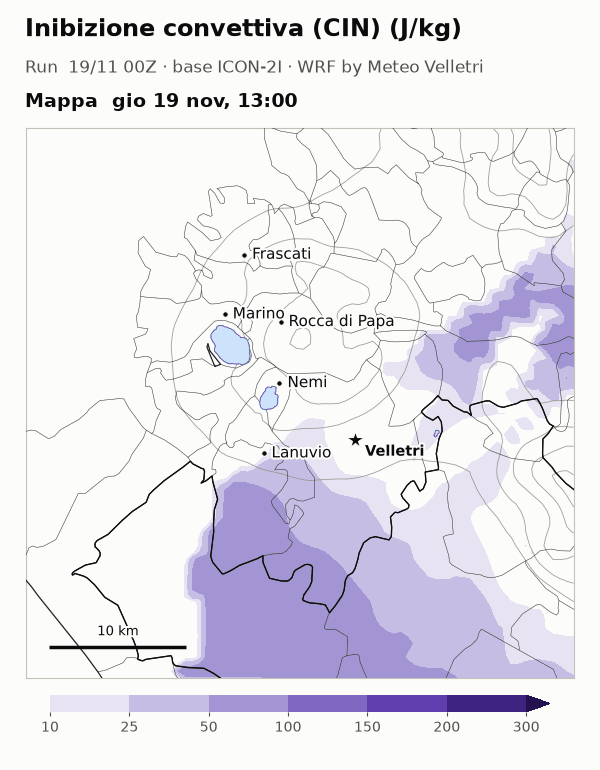 Inibizione convettiva (CIN) (J/kg)
Run  19/11 00Z · base ICON-2I · WRF by Meteo Velletri
Mappa  gio 19 nov, 13:00
Frascati
Marino
Rocca di Papa
Nemi
Velletri
Lanuvio
10 km
10 25 50 100 150 200 300